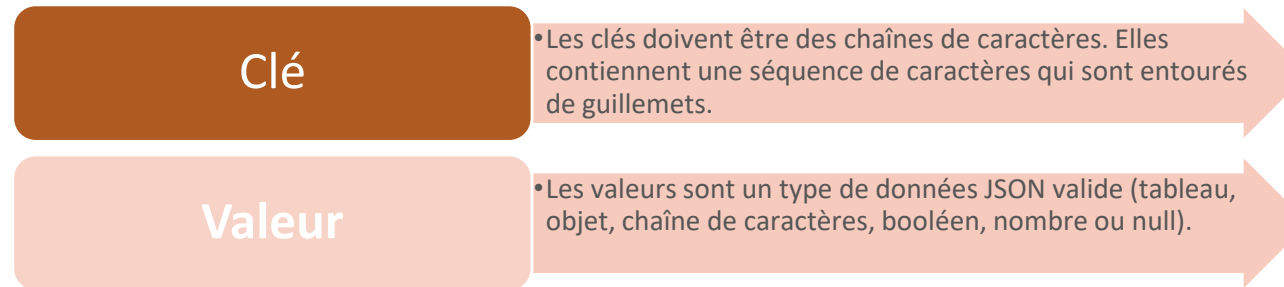 Clé
•Les clés doivent être des chaînes de caractères. Elles
contiennent une séquence de caractères qui sont entourés
de guillemets.
Valeur
•Les valeurs sont un type de données JSON valide (tableau,
objet, chaîne de caractères, booléen, nombre ou null).